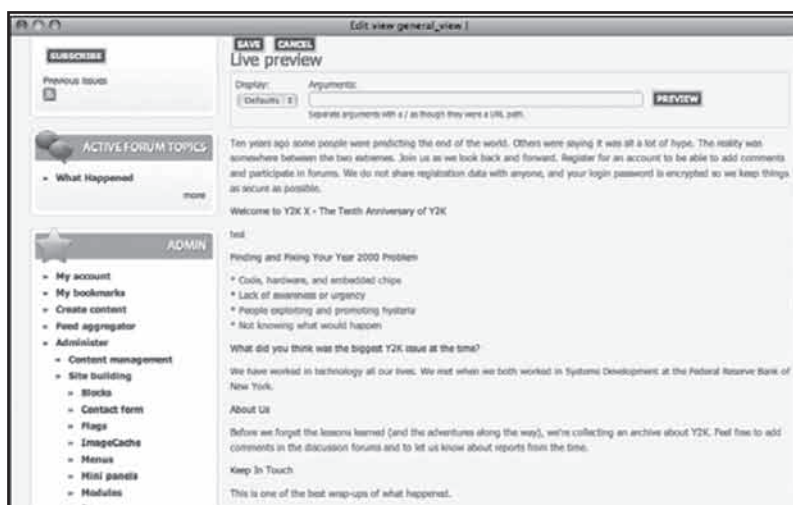 Edit view general_view |
SUBSCRIBE
Previous issues
ACTIVE FORUM TOPICS
» What Happened
more
ADMIN
» My account
» My bookmarks
» Create content
» Feed aggregator
» Administer
» Content management
» Site building
» Blocks
» Contact form
» Flags
» ImageCache
» Menus
» Mini panels
» Modules
SAVE CANCEL
Live preview
Display: Arguments:
Defaults PREVIEW
Separate arguments with a / as though they were a URL path.
Ten years ago some people were predicting the end of the world. Others were saying it was all a lot of hype. The reality was
somewhere between the two extremes. Join us as we look back and forward. Register for an account to be able to add comments
and participate in forums. We do not share registration data with anyone, and your login password is encrypted so we keep things
as secure as possible.
Welcome to Y2K X - The Tenth Anniversary of Y2K
test
Finding and Fixing Your Year 2000 Problem
* Code, hardware, and embedded chips
* Lack of awareness or urgency
* People exploiting and promoting hysteria
* Not knowing what would happen
What did you think was the biggest Y2K issue at the time?
We have worked in technology all our lives. We met when we both worked in Systems Development at the Federal Reserve Bank of
New York.
About Us
Before we forget the lessons learned (and the adventures along the way), we're collecting an archive about Y2K. Feel free to add
comments in the discussion forums and to let us know about reports from the time.
Keep In Touch
This is one of the best wrap-ups of what happened.